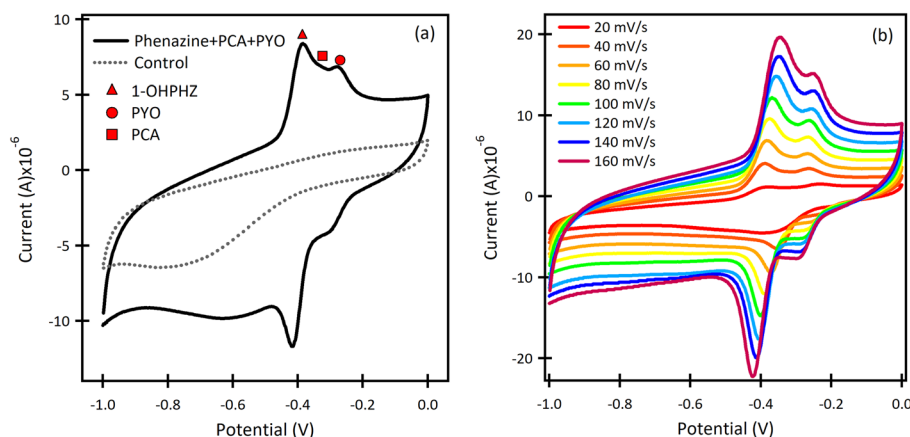 (a)
Phenazine+PCA+PYO
Control
1-OHPHZ
PYO
PCA
10
5
0
-5
-10
Current (A)x10⁻⁶
-1.0
-0.8
-0.6
-0.4
-0.2
0.0
Potential (V)
(b)
20 mV/s
40 mV/s
60 mV/s
80 mV/s
100 mV/s
120 mV/s
140 mV/s
160 mV/s
20
10
0
-10
-20
Current (A)x10⁻⁶
-1.0
-0.8
-0.6
-0.4
-0.2
0.0
Potential (V)